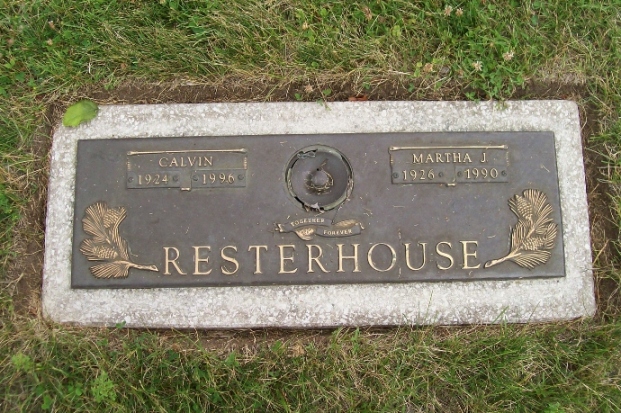 CALVIN
1924 1996
MARTHA J.
1926 1990
TOGETHER
FOREVER
RESTERHOUSE